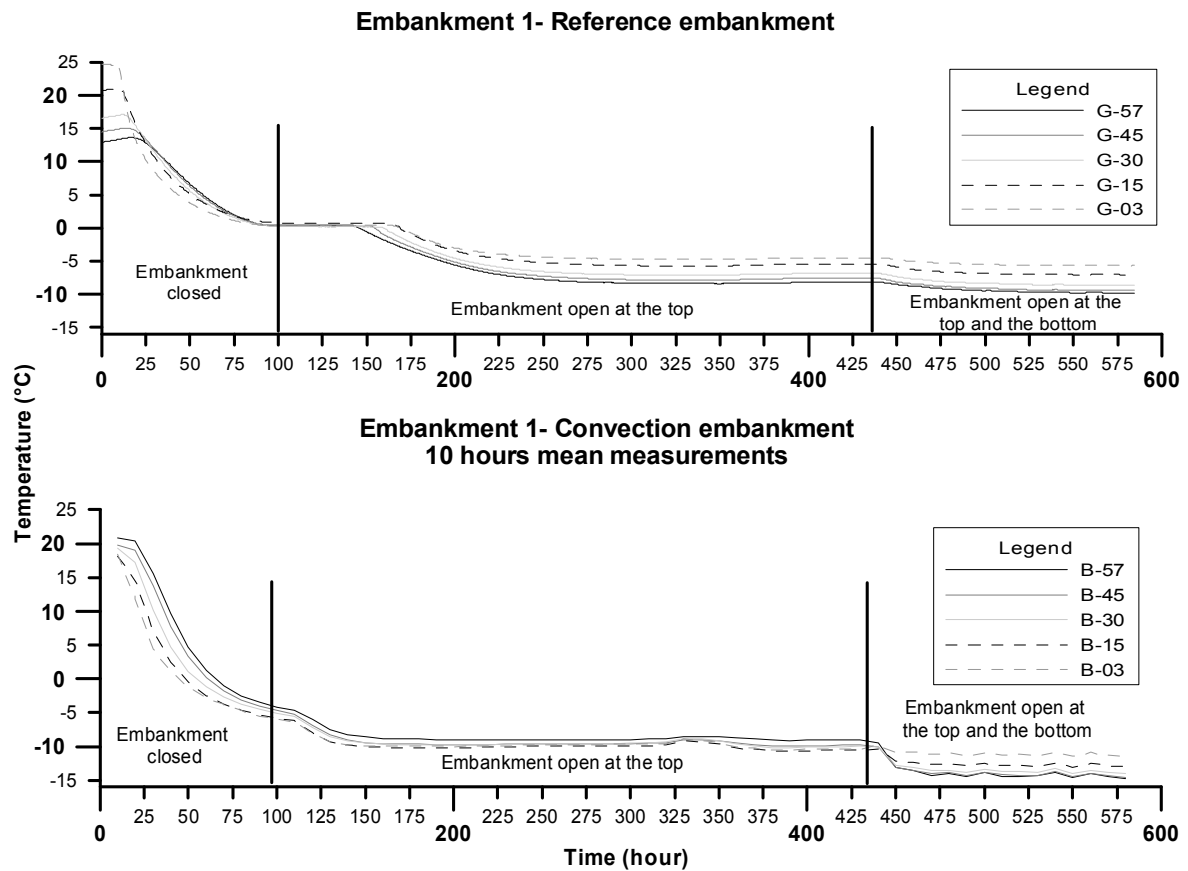 Embankment 1- Reference embankment
25
20
15
10
5
0
-5
-10
-15
Legend
G-57
G-45
G-30
G-15
G-03
Embankment
closed
Embankment open at the top
Embankment open at the
top and the bottom
0 25 50 75 100 125 150 175 200 225 250 275 300 325 350 375 400 425 450 475 500 525 550 575 600
Temperature (°C)
Embankment 1- Convection embankment
10 hours mean measurements
25
20
15
10
5
0
-5
-10
-15
Legend
B-57
B-45
B-30
B-15
B-03
Embankment
closed
Embankment open at the top
Embankment open at
the top and the bottom
0 25 50 75 100 125 150 175 200 225 250 275 300 325 350 375 400 425 450 475 500 525 550 575 600
Time (hour)